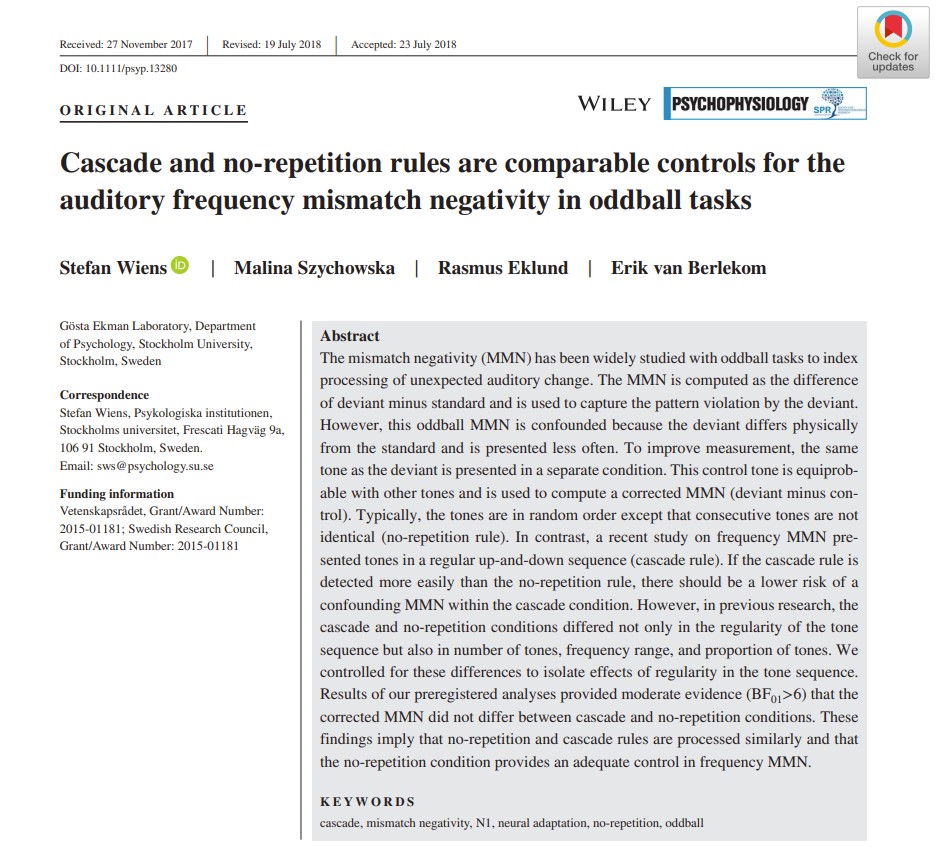 Check for
updates
Received: 27 November 2017 | Revised: 19 July 2018 | Accepted: 23 July 2018
DOI: 10.1111/psyp.13280
ORIGINAL ARTICLE
WILEY PSYCHOPHYSIOLOGY SPR
Cascade and no-repetition rules are comparable controls for the
auditory frequency mismatch negativity in oddball tasks
Stefan Wiens iD | Malina Szychowska | Rasmus Eklund | Erik van Berlekom
Gösta Ekman Laboratory, Department
of Psychology, Stockholm University,
Stockholm, Sweden
Correspondence
Stefan Wiens, Psykologiska institutionen,
Stockholms universitet, Frescati Hagväg 9a,
106 91 Stockholm, Sweden.
Email: sws@psychology.su.se
Funding information
Vetenskapsrådet, Grant/Award Number:
2015-01181; Swedish Research Council,
Grant/Award Number: 2015-01181
Abstract
The mismatch negativity (MMN) has been widely studied with oddball tasks to index
processing of unexpected auditory change. The MMN is computed as the difference
of deviant minus standard and is used to capture the pattern violation by the deviant.
However, this oddball MMN is confounded because the deviant differs physically
from the standard and is presented less often. To improve measurement, the same
tone as the deviant is presented in a separate condition. This control tone is equiprob-
able with other tones and is used to compute a corrected MMN (deviant minus con-
trol). Typically, the tones are in random order except that consecutive tones are not
identical (no-repetition rule). In contrast, a recent study on frequency MMN pre-
sented tones in a regular up-and-down sequence (cascade rule). If the cascade rule is
detected more easily than the no-repetition rule, there should be a lower risk of a
confounding MMN within the cascade condition. However, in previous research, the
cascade and no-repetition conditions differed not only in the regularity of the tone
sequence but also in number of tones, frequency range, and proportion of tones. We
controlled for these differences to isolate effects of regularity in the tone sequence.
Results of our preregistered analyses provided moderate evidence (BF01>6) that the
corrected MMN did not differ between cascade and no-repetition conditions. These
findings imply that no-repetition and cascade rules are processed similarly and that
the no-repetition condition provides an adequate control in frequency MMN.
KEYWORDS
cascade, mismatch negativity, N1, neural adaptation, no-repetition, oddball